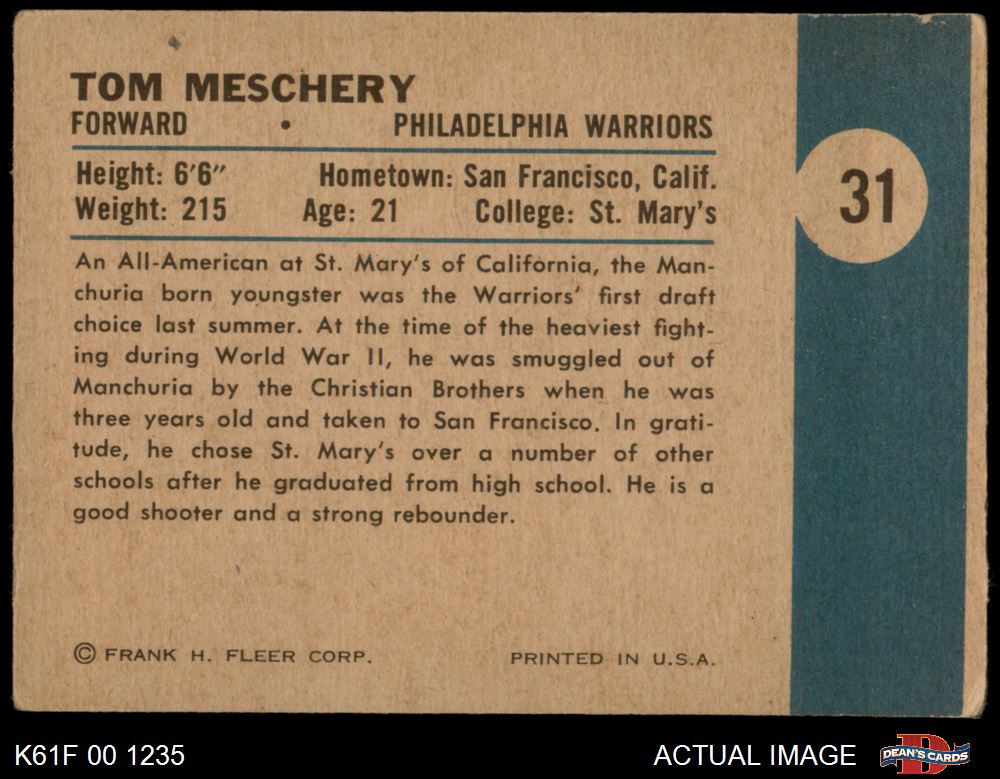 TOM MESCHERY
FORWARD • PHILADELPHIA WARRIORS
Height: 6'6" Hometown: San Francisco, Calif.
Weight: 215 Age: 21 College: St. Mary's
31
An All-American at St. Mary's of California, the Man-
churia born youngster was the Warriors' first draft
choice last summer. At the time of the heaviest fight-
ing during World War II, he was smuggled out of
Manchuria by the Christian Brothers when he was
three years old and taken to San Francisco. In grati-
tude, he chose St. Mary's over a number of other
schools after he graduated from high school. He is a
good shooter and a strong rebounder.
© FRANK H. FLEER CORP. PRINTED IN U.S.A.
K61F 00 1235 ACTUAL IMAGE DEAN'S CARDS